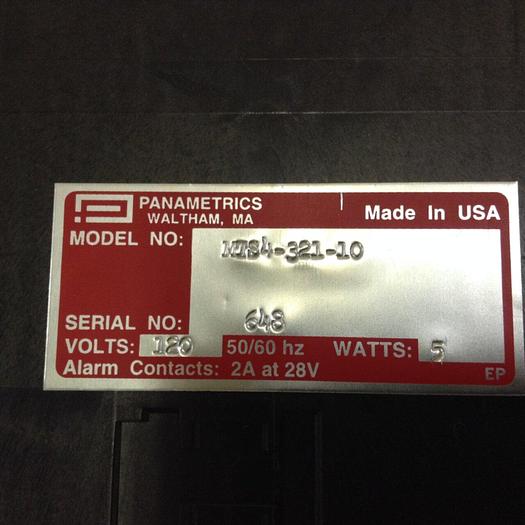 PANAMETRICS
WALTHAM, MA
Made In USA
MODEL NO: MTS4-321-10
SERIAL NO: 648
VOLTS: 120 50/60 hz WATTS: 5
Alarm Contacts: 2A at 28V
EP